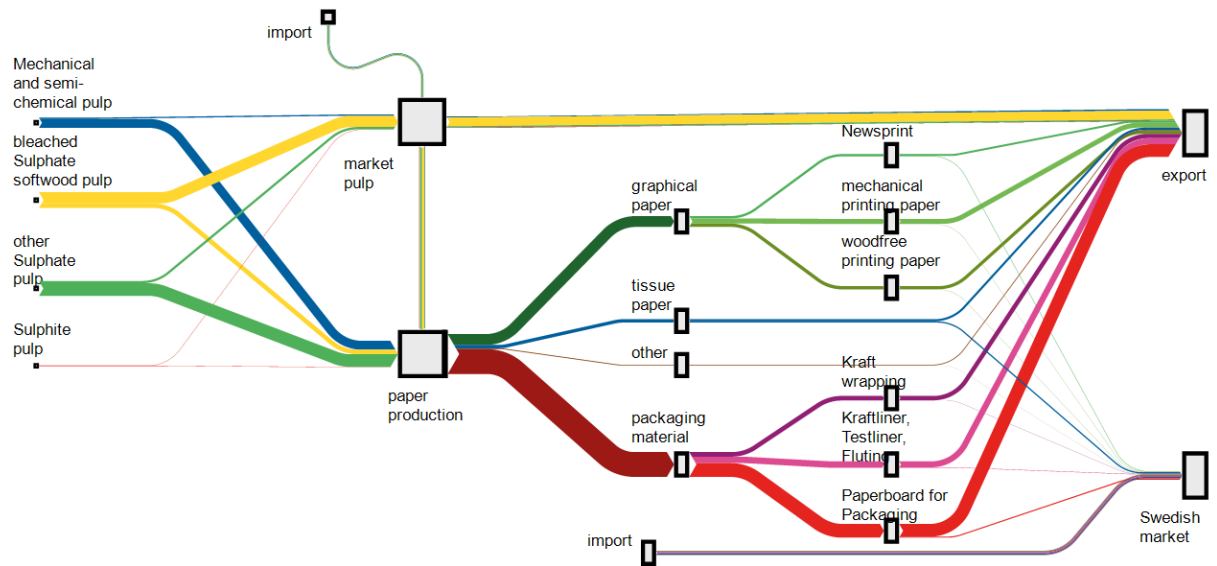 import
Mechanical
and semi-
chemical pulp
bleached
Sulphate
softwood pulp
market
pulp
other
Sulphate
pulp
Sulphite
pulp
paper
production
graphical
paper
tissue
paper
other
packaging
material
import
Newsprint
mechanical
printing paper
woodfree
printing paper
Kraft
wrapping
Kraftliner,
Testliner,
Fluting
Paperboard for
Packaging
export
Swedish
market